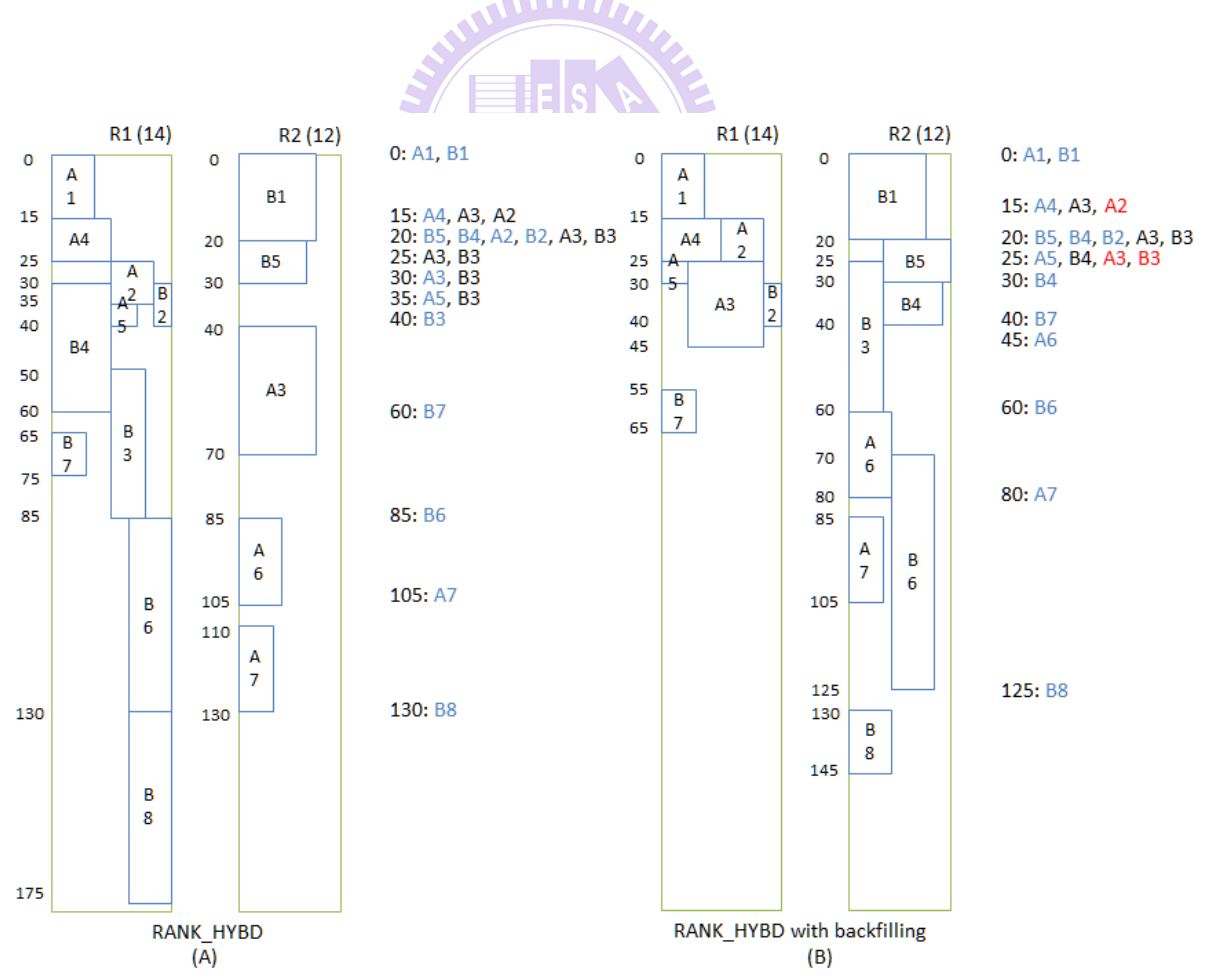 E S A
R1 (14)
R2 (12)
0
15
25
30
35
40
50
60
65
75
85
130
175
A
1
A4
A
2
A
5
B
2
B4
B
3
B
7
B
6
B
8
0
20
30
40
70
85
105
110
130
B1
B5
A3
A
6
A
7
0: A1, B1
15: A4, A3, A2
20: B5, B4, A2, B2, A3, B3
25: A3, B3
30: A3, B3
35: A5, B3
40: B3
60: B7
85: B6
105: A7
130: B8
RANK_HYBD
(A)
R1 (14)
R2 (12)
0
15
25
30
40
45
55
65
A
1
A4
A
2
A
5
A3
B
2
B
7
0
20
25
30
40
60
70
80
85
105
125
130
145
B1
B5
B4
B
3
A
6
A
7
B
6
B
8
0: A1, B1
15: A4, A3, A2
20: B5, B4, B2, A3, B3
25: A5, B4, A3, B3
30: B4
40: B7
45: A6
60: B6
80: A7
125: B8
RANK_HYBD with backfilling
(B)